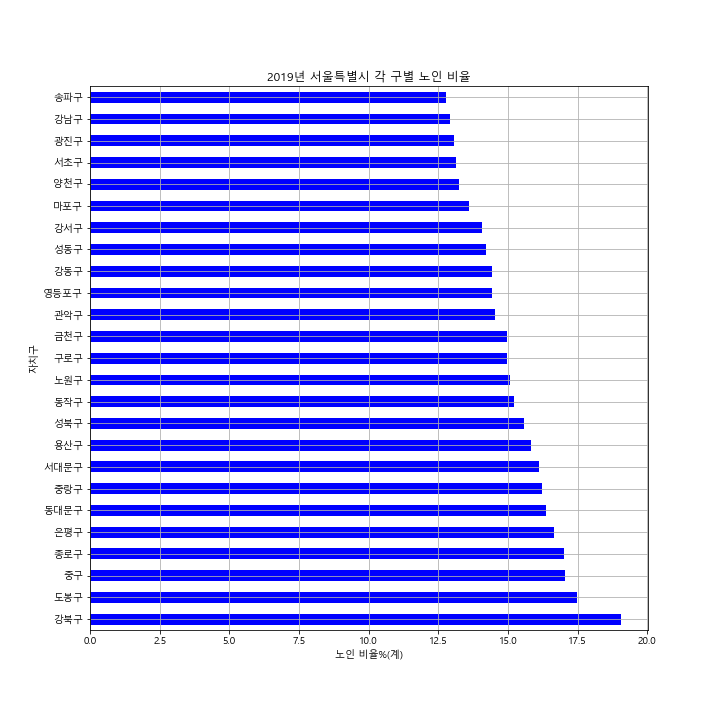 2019년 서울특별시 각 구별 노인 비율
자치구
송파구
강남구
광진구
서초구
양천구
마포구
강서구
성동구
강동구
영등포구
관악구
금천구
구로구
노원구
동작구
성북구
용산구
서대문구
중랑구
동대문구
은평구
종로구
중구
도봉구
강북구
0.0 2.5 5.0 7.5 10.0 12.5 15.0 17.5 20.0
노인 비율%(계)